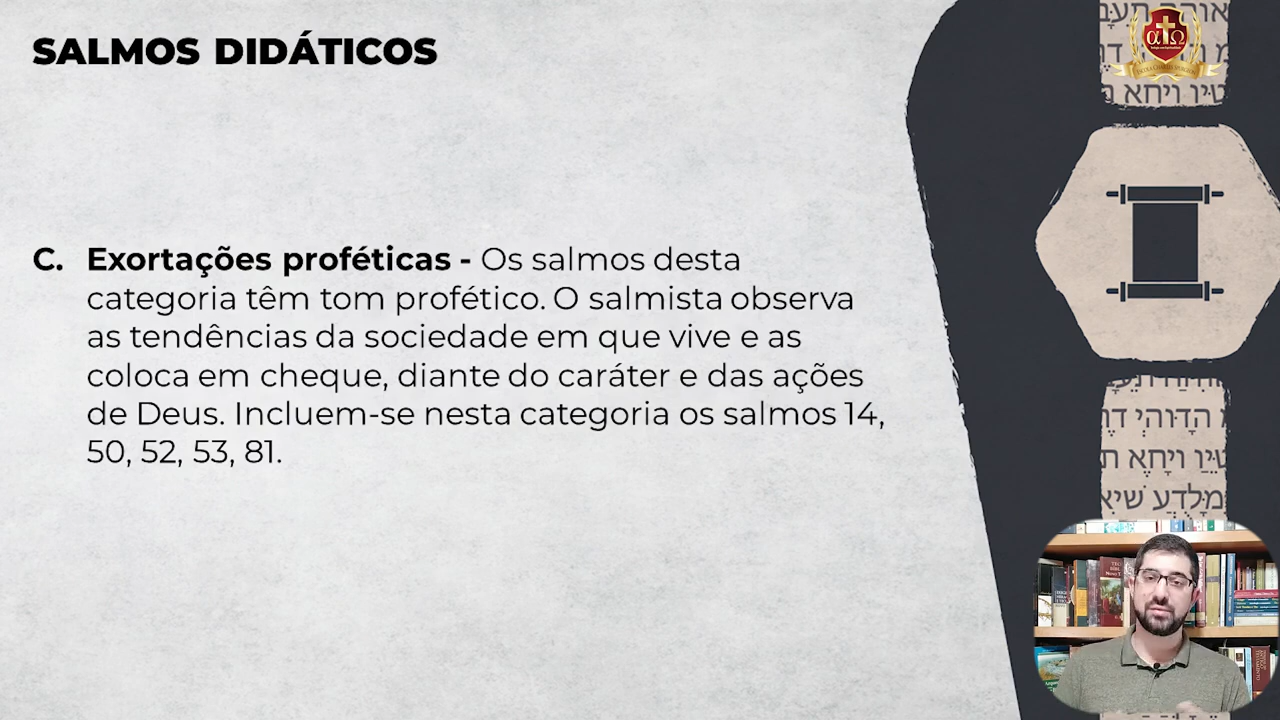 SALMOS DIDÁTICOS
C. Exortações proféticas - Os salmos desta
categoria têm tom profético. O salmista observa
as tendências da sociedade em que vive e as
coloca em cheque, diante do caráter e das ações
de Deus. Incluem-se nesta categoria os salmos 14,
50, 52, 53, 81.